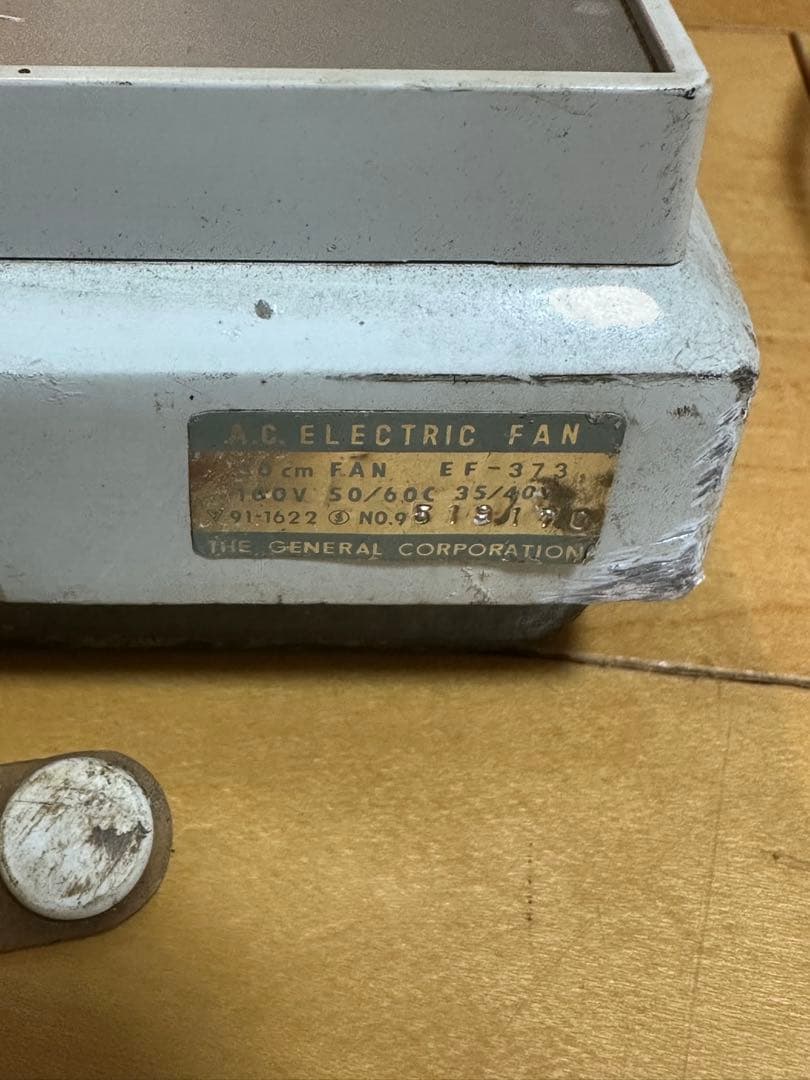 A.C. ELECTRIC FAN
cm FAN EF-373
50/60C
91-1622 NO.9
THE GENERAL CORPORATION